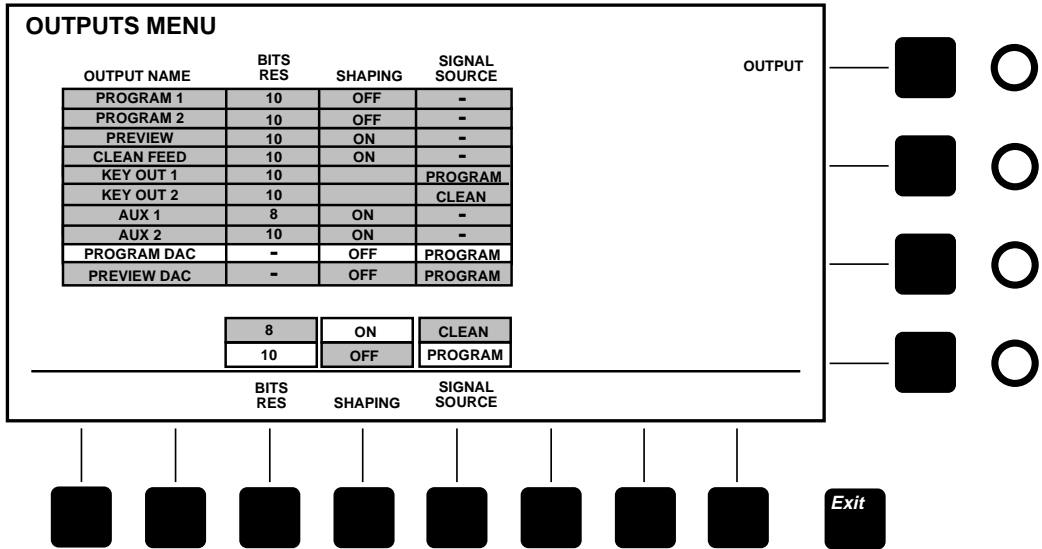 OUTPUTS MENU
OUTPUT NAME BITS RES SHAPING SIGNAL SOURCE OUTPUT
PROGRAM 1 10 OFF -
PROGRAM 2 10 OFF -
PREVIEW 10 ON -
CLEAN FEED 10 ON -
KEY OUT 1 10 PROGRAM
KEY OUT 2 10 CLEAN
AUX 1 8 ON -
AUX 2 10 ON -
PROGRAM DAC - OFF PROGRAM
PREVIEW DAC - OFF PROGRAM
8 ON CLEAN
10 OFF PROGRAM
BITS RES SHAPING SIGNAL SOURCE
Exit